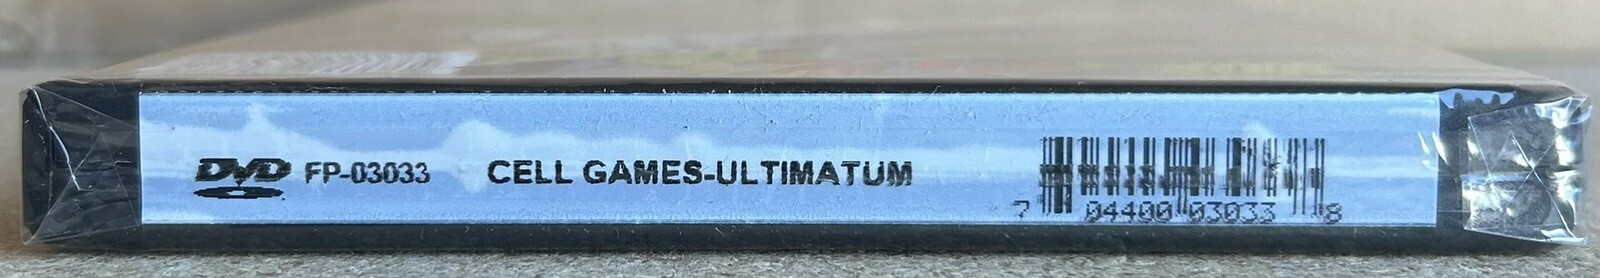 DVD FP-03033 CELL GAMES-ULTIMATUM
7 04400 03033 8